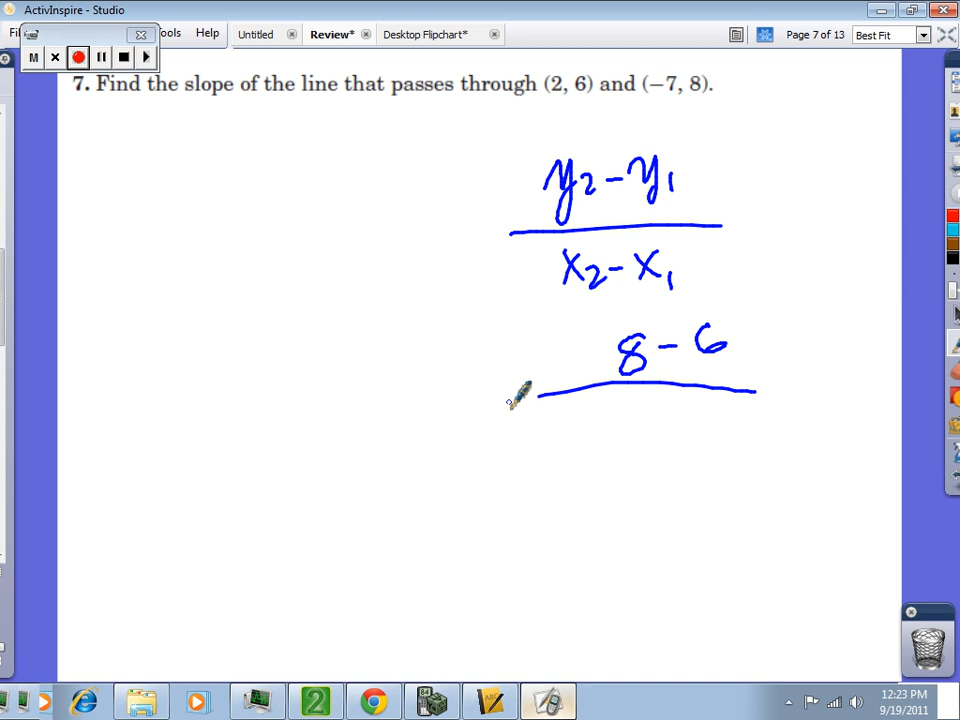 ActivInspire - Studio
Tools Help
Untitled Review* Desktop Flipchart* Page 7 of 13 Best Fit
M
7. Find the slope of the line that passes through (2, 6) and (−7, 8).
y2 − y1
x2 − x1
8 − 6
84
ABC
2
12:23 PM
9/19/2011